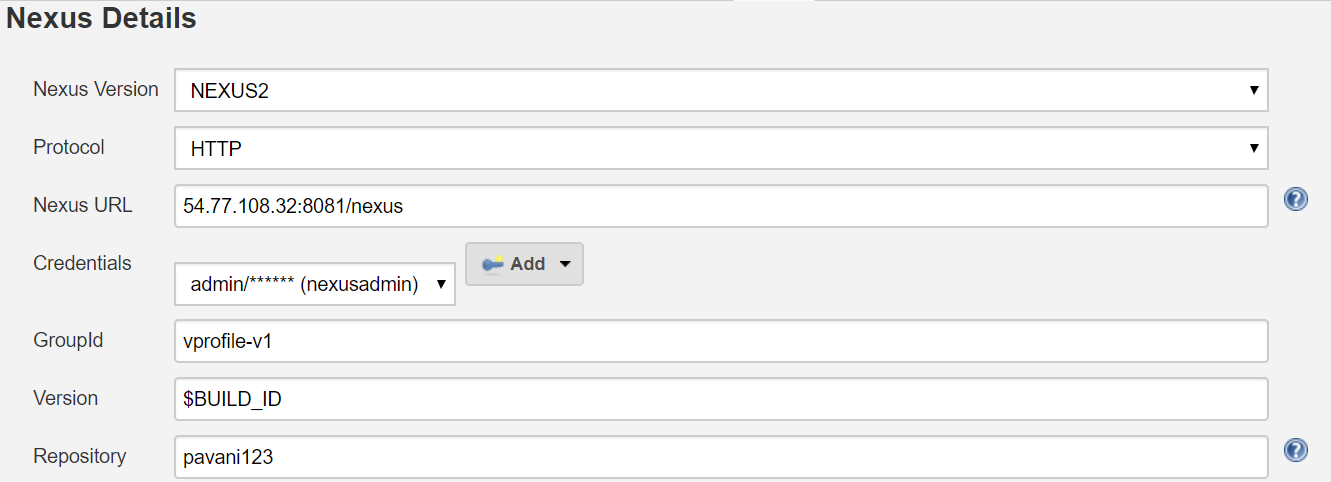 Nexus Details
Nexus Version NEXUS2
Protocol HTTP
Nexus URL 54.77.108.32:8081/nexus
Credentials admin/****** (nexusadmin) Add
GroupId vprofile-v1
Version $BUILD_ID
Repository pavani123